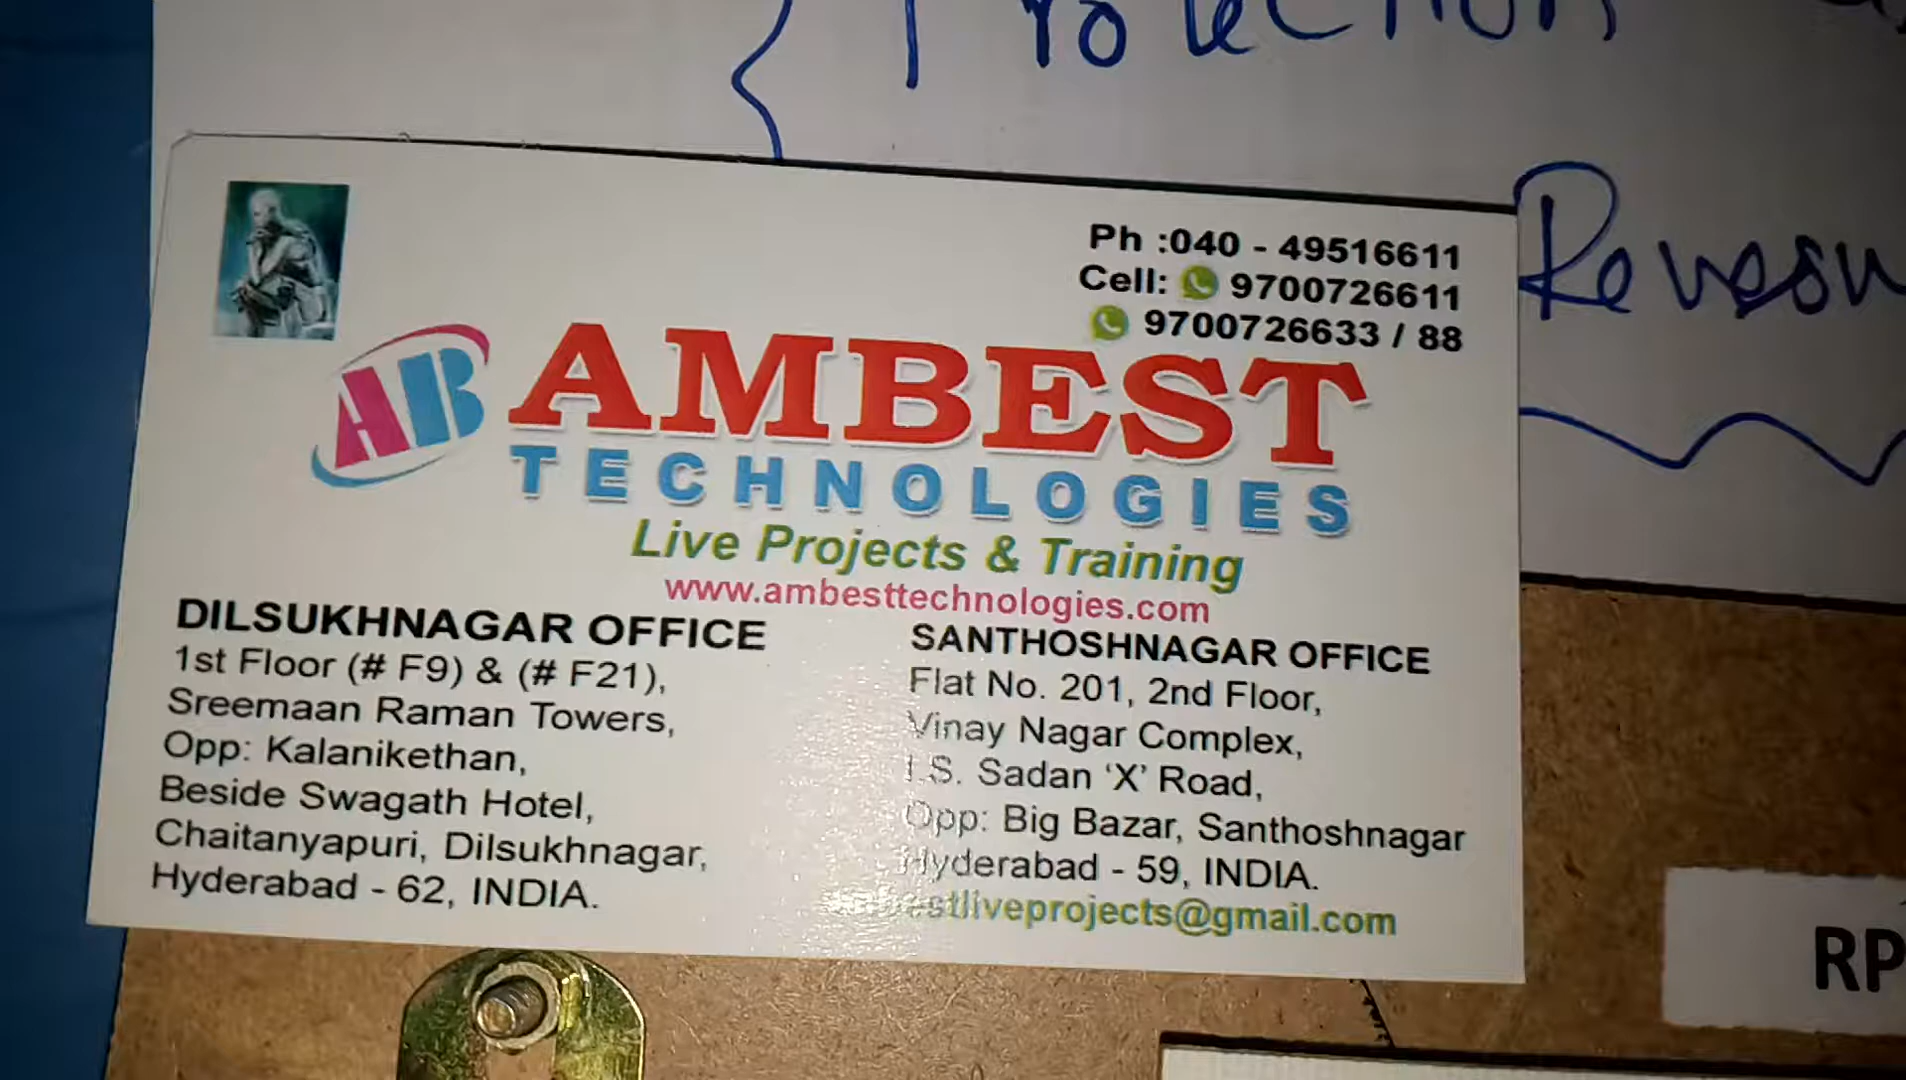 Protection
Ph :040 - 49516611
Cell: 9700726611
9700726633 / 88
AB AMBEST
TECHNOLOGIES
Live Projects & Training
www.ambesttechnologies.com
DILSUKHNAGAR OFFICE
1st Floor (# F9) & (# F21),
Sreemaan Raman Towers,
Opp: Kalanikethan,
Beside Swagath Hotel,
Chaitanyapuri, Dilsukhnagar,
Hyderabad - 62, INDIA.
SANTHOSHNAGAR OFFICE
Flat No. 201, 2nd Floor,
Vinay Nagar Complex,
I.S. Sadan ‘X’ Road,
Opp: Big Bazar, Santhoshnagar
Hyderabad - 59, INDIA.
ambestliveprojects@gmail.com
RP